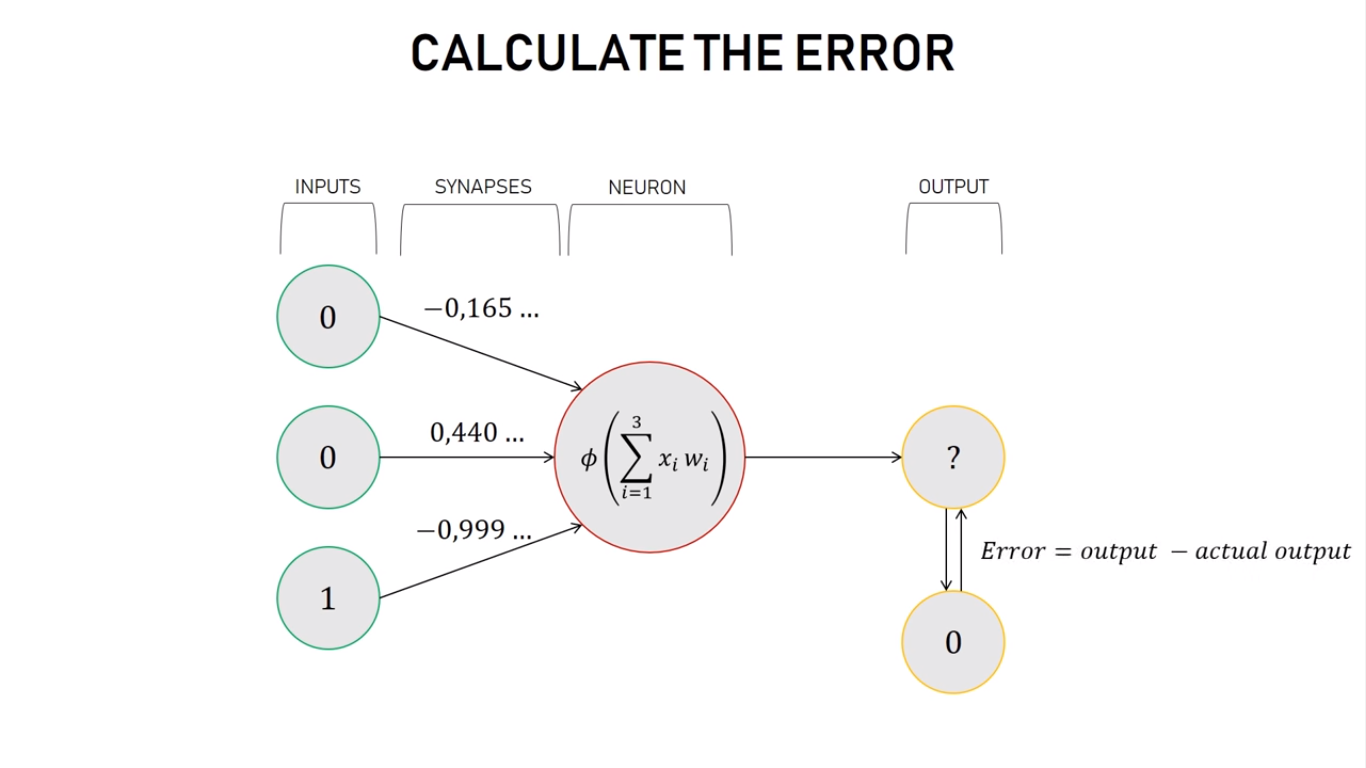 CALCULATE THE ERROR
INPUTS SYNAPSES NEURON OUTPUT
0
−0,165 ...
0
0,440 ...
1
−0,999 ...
ϕ(∑_{i=1}^{3} x_i w_i)
?
Error = output − actual output
0